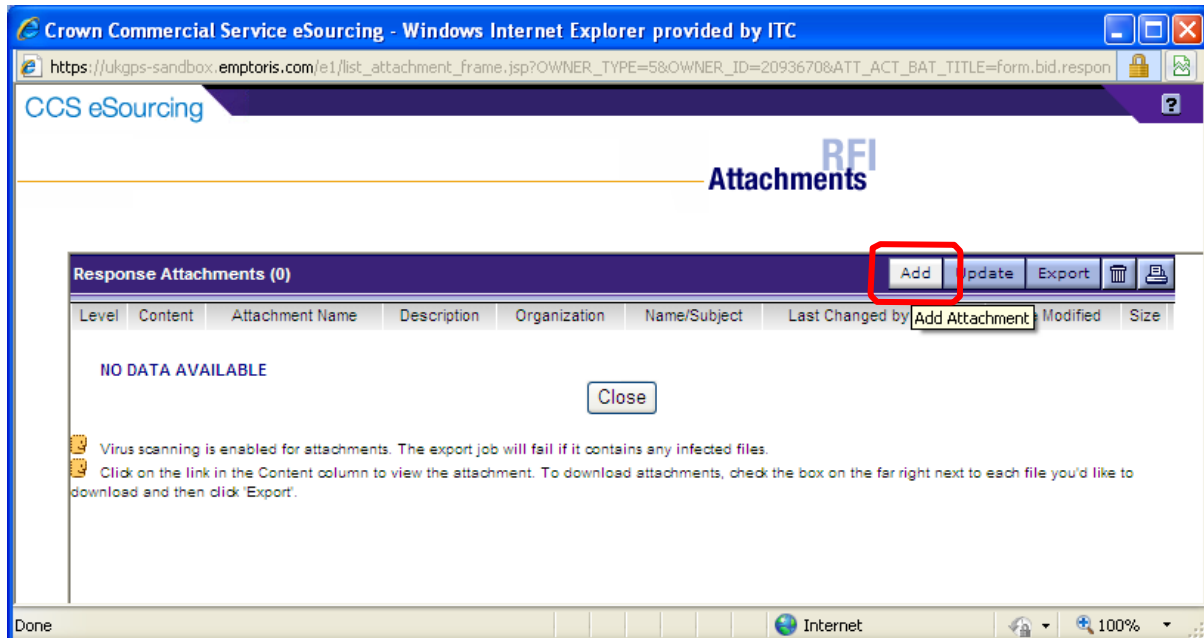 Crown Commercial Service eSourcing - Windows Internet Explorer provided by ITC
https://ukgps-sandbox.emptoris.com/e1/list_attachment_frame.jsp?OWNER_TYPE=5&OWNER_ID=2093670&ATT_ACT_BAT_TITLE=form.bid.respon
CCS eSourcing
?
RFI
Attachments
Response Attachments (0) Add Update Export
Level Content Attachment Name Description Organization Name/Subject Last Changed by Modified Size
Add Attachment
NO DATA AVAILABLE
Close
Virus scanning is enabled for attachments. The export job will fail if it contains any infected files.
Click on the link in the Content column to view the attachment. To download attachments, check the box on the far right next to each file you'd like to
download and then click 'Export'.
Done Internet 100%